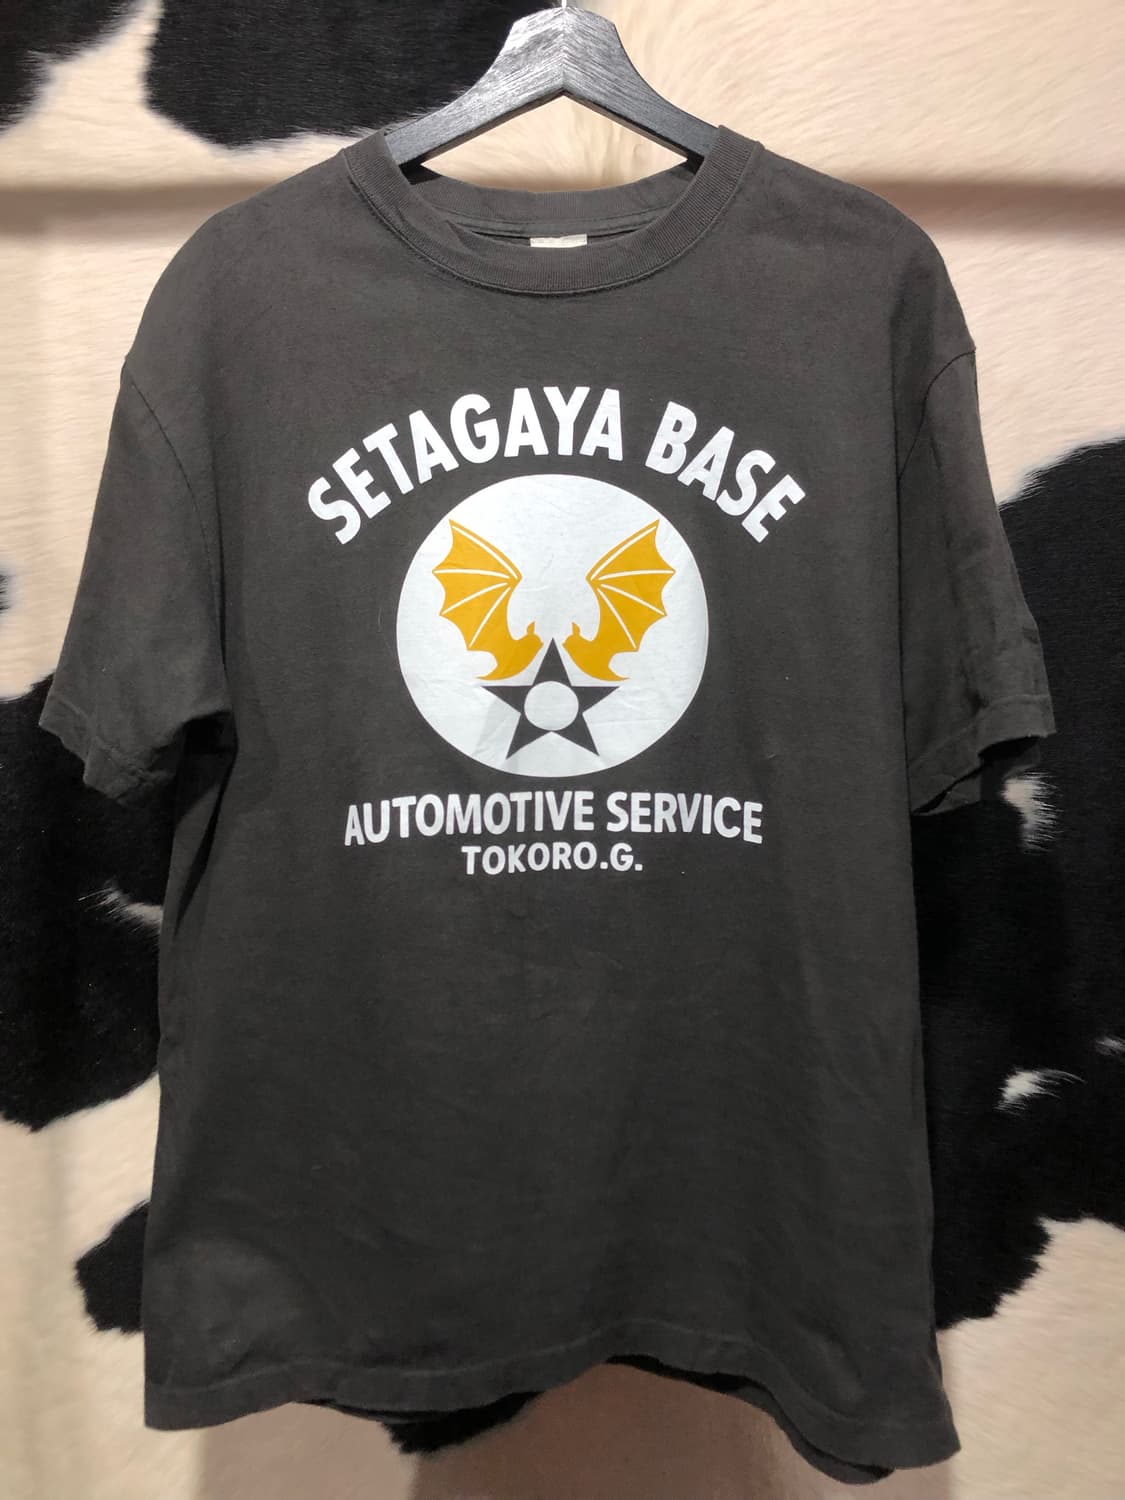 SETAGAYA BASE
AUTOMOTIVE SERVICE
TOKORO.G.